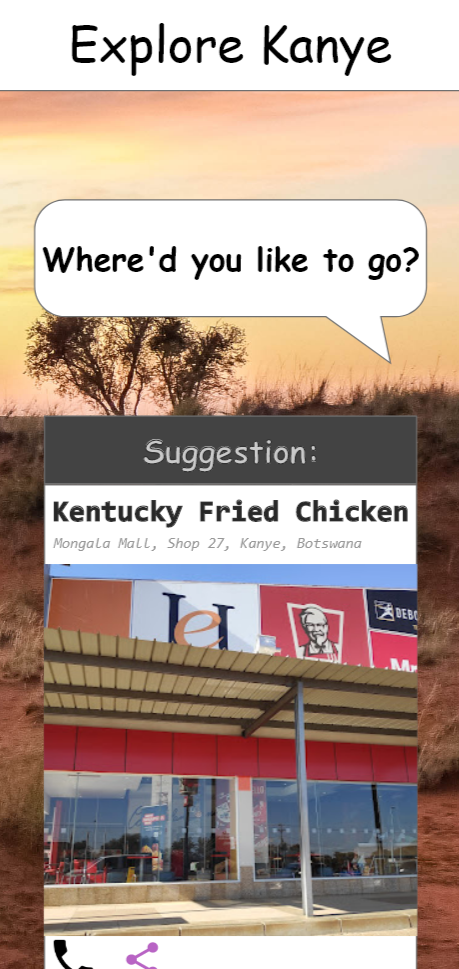 Explore Kanye
Where'd you like to go?
Suggestion:
Kentucky Fried Chicken
Mongala Mall, Shop 27, Kanye, Botswana